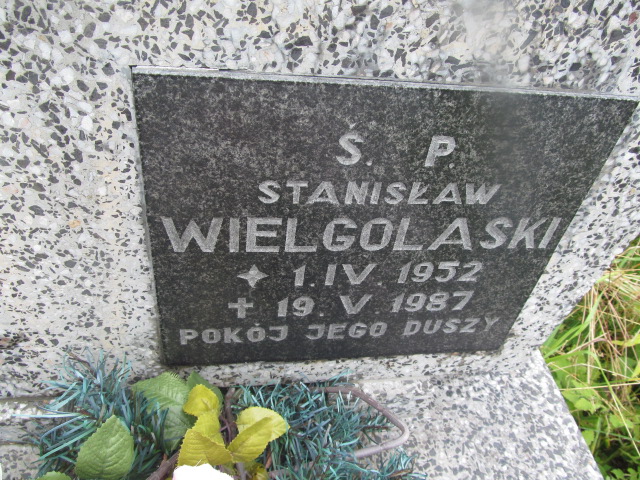 Ś. P
STANISŁAW
WIELGOLASKI
1.IV.1952
19.V 1987
POKÓJ JEGO DUSZY